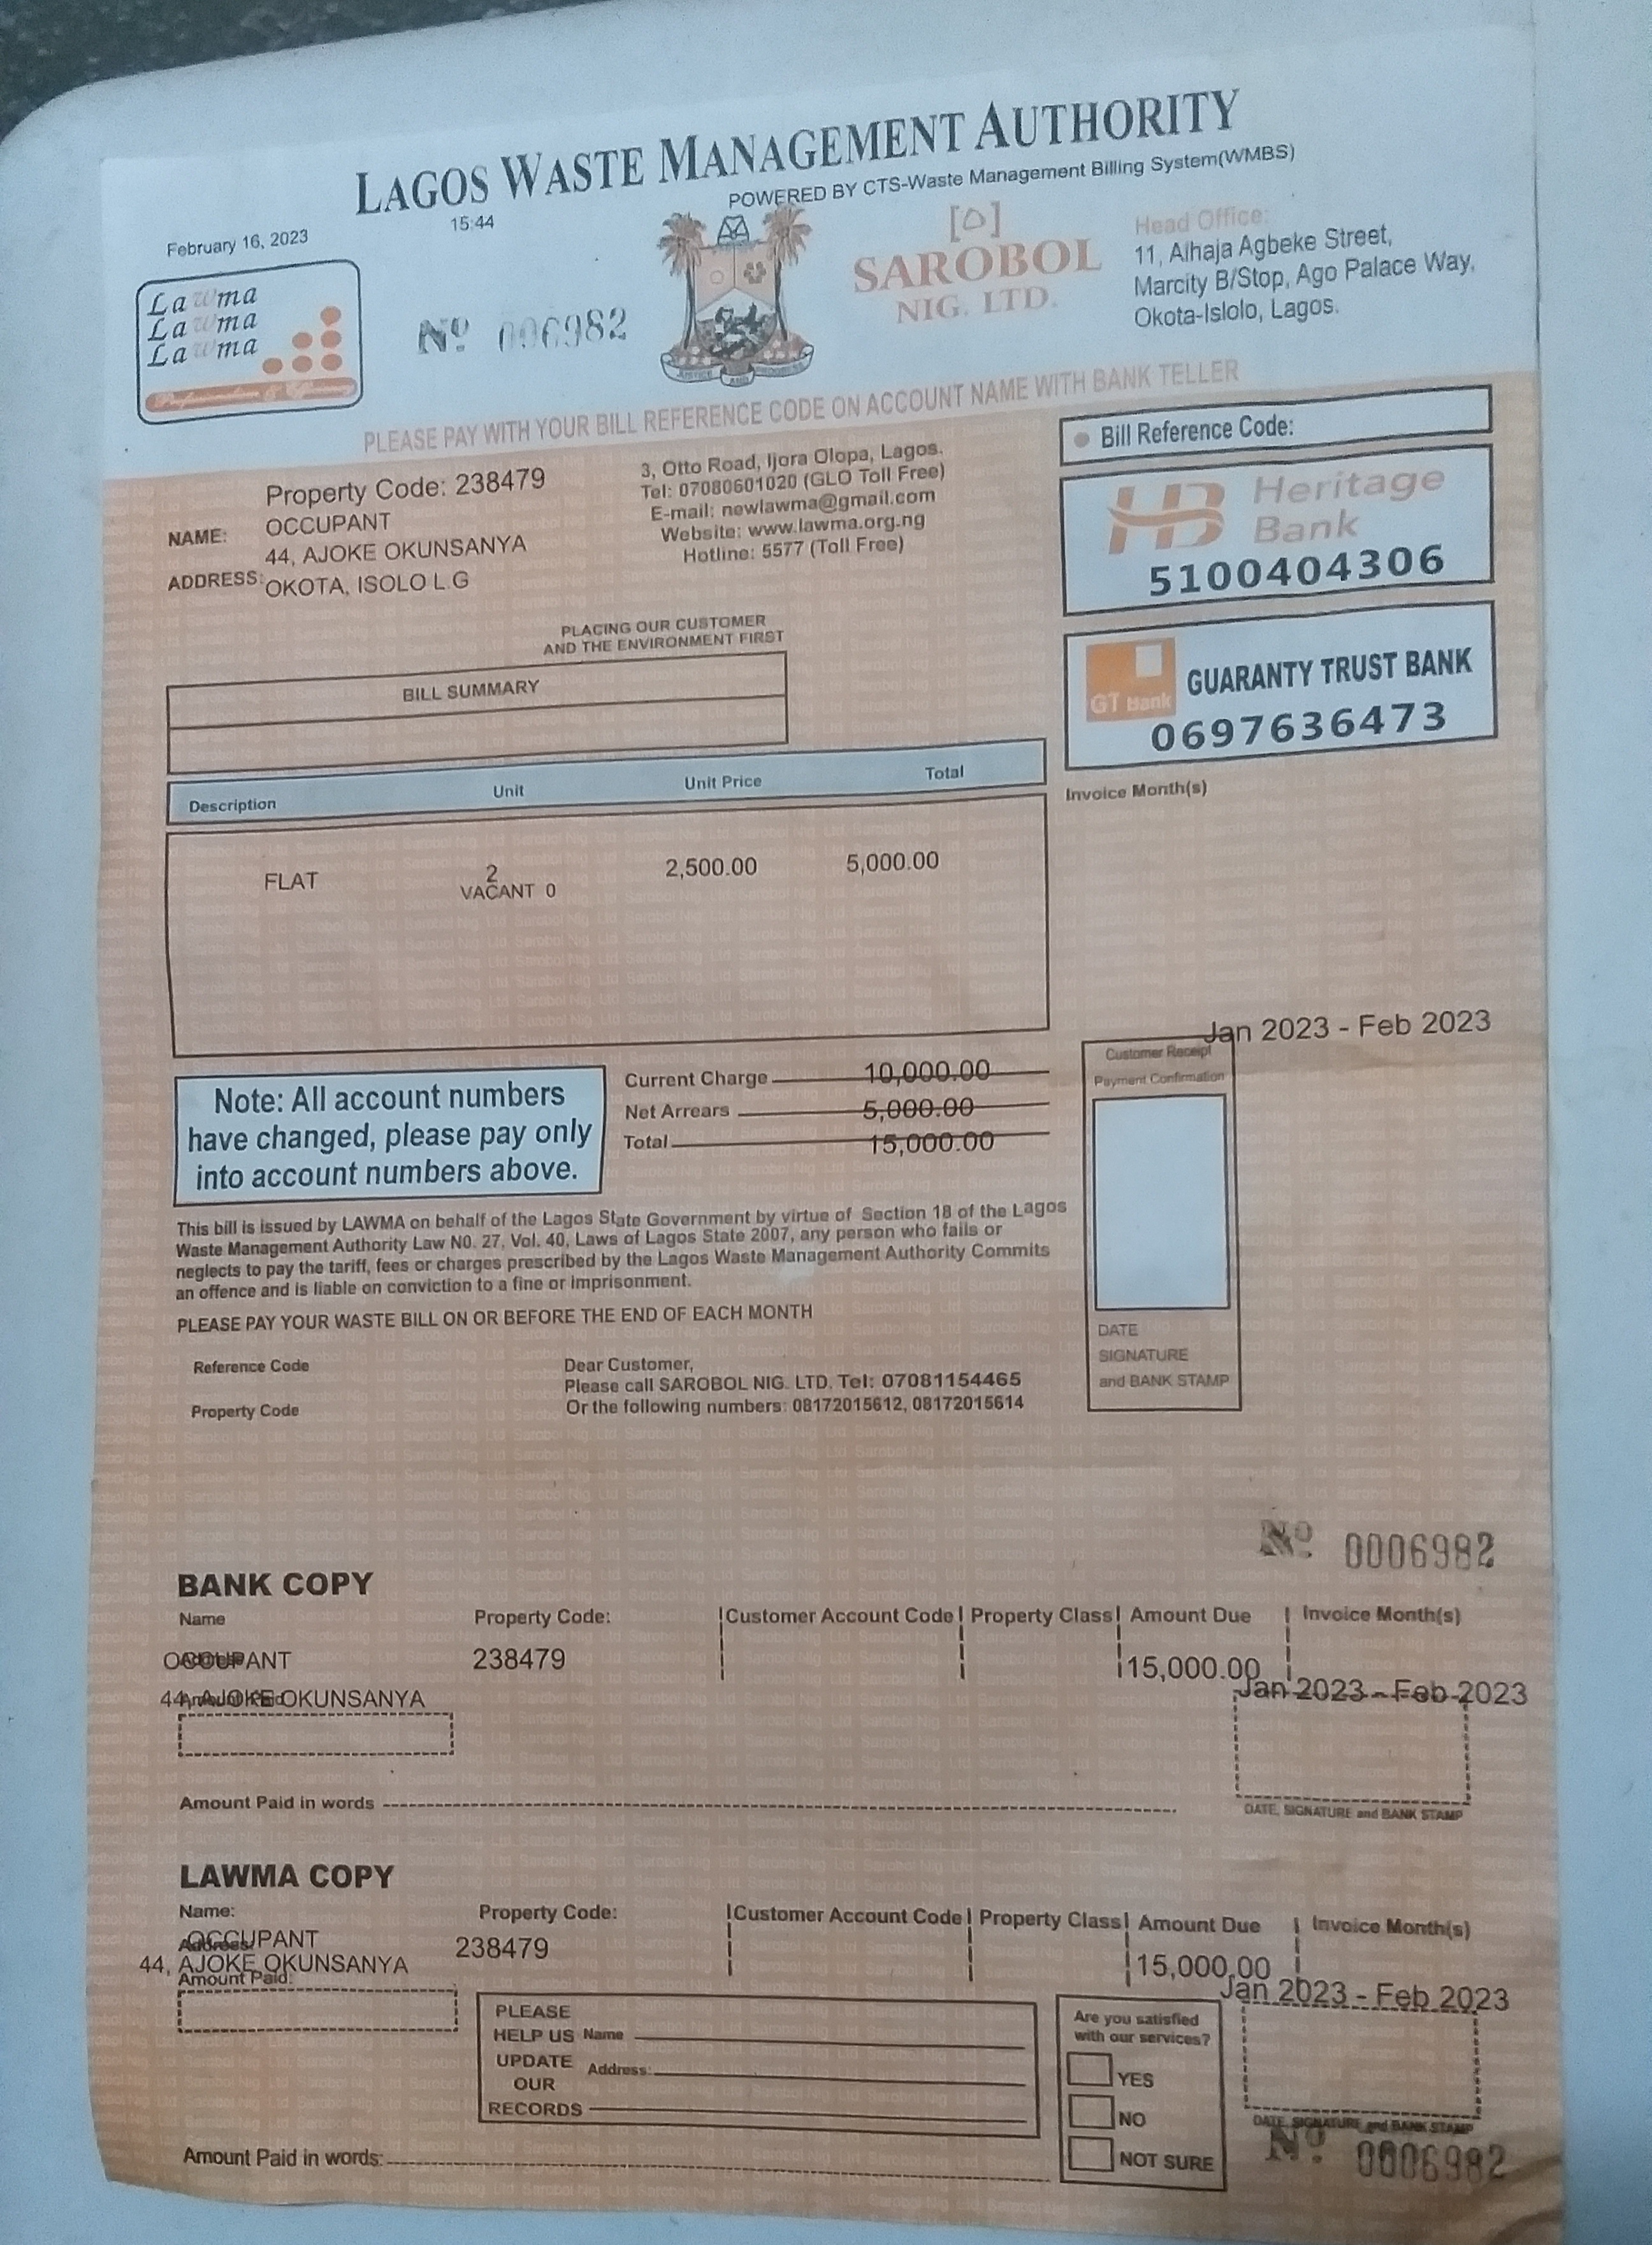 LAGOS WASTE MANAGEMENT AUTHORITY
POWERED BY CTS-Waste Management Billing System(WMBS)
February 16, 2023
15:44
Lawma
Lawma
Lawma
Professionalism & Efficiency
Nº 006982
JUSTICE AND PROGRESS
SAROBOL
NIG. LTD.
Head Office:
11, Alhaja Agbeke Street,
Marcity B/Stop, Ago Palace Way,
Okota-Islolo, Lagos.
PLEASE PAY WITH YOUR BILL REFERENCE CODE ON ACCOUNT NAME WITH BANK TELLER
Property Code: 238479
NAME: OCCUPANT
44, AJOKE OKUNSANYA
ADDRESS: OKOTA, ISOLO L.G
3, Otto Road, Ijora Olopa, Lagos.
Tel: 07080601020 (GLO Toll Free)
E-mail: newlawma@gmail.com
Website: www.lawma.org.ng
Hotline: 5577 (Toll Free)
Bill Reference Code:
HB Heritage
Bank
5100404306
GT Bank
GUARANTY TRUST BANK
0697636473
PLACING OUR CUSTOMER
AND THE ENVIRONMENT FIRST
BILL SUMMARY
Description Unit Unit Price Total
Invoice Month(s)
FLAT 2 2,500.00 5,000.00
VACANT 0
Jan 2023 - Feb 2023
Note: All account numbers
have changed, please pay only
into account numbers above.
Current Charge 10,000.00
Net Arrears 5,000.00
Total 15,000.00
Customer Receipt
Payment Confirmation
DATE
SIGNATURE
and BANK STAMP
This bill is issued by LAWMA on behalf of the Lagos State Government by virtue of Section 18 of the Lagos
Waste Management Authority Law N0. 27, Vol. 40, Laws of Lagos State 2007, any person who fails or
neglects to pay the tariff, fees or charges prescribed by the Lagos Waste Management Authority Commits
an offence and is liable on conviction to a fine or imprisonment.
PLEASE PAY YOUR WASTE BILL ON OR BEFORE THE END OF EACH MONTH
Reference Code
Property Code
Dear Customer,
Please call SAROBOL NIG. LTD. Tel: 07081154465
Or the following numbers: 08172015612, 08172015614
Nº 0006982
BANK COPY
Name Property Code: Customer Account Code Property Class Amount Due Invoice Month(s)
Address
OCCUPANT 238479 15,000.00
Jan 2023 - Feb 2023
Amount Paid
44, AJOKE OKUNSANYA
Amount Paid in words
DATE, SIGNATURE and BANK STAMP
LAWMA COPY
Name: Property Code: Customer Account Code Property Class Amount Due Invoice Month(s)
OCCUPANT 238479 15,000.00
Address:
44, AJOKE OKUNSANYA
Amount Paid:
Jan 2023 - Feb 2023
PLEASE
HELP US Name
UPDATE Address:
OUR
RECORDS
Are you satisfied
with our services?
YES
NO
NOT SURE
DATE, SIGNATURE and BANK STAMP
Nº 0006982
Amount Paid in words: